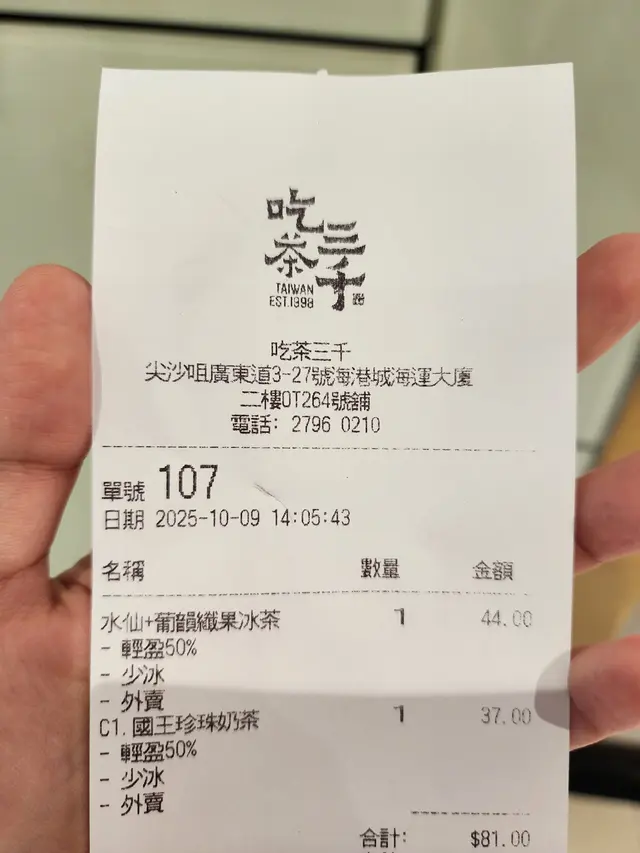 吃茶三千
TAIWAN
EST.1998
吃茶三千
尖沙咀廣東道3-27號海港城海運大廈
二樓OT264號舖
電話: 2796 0210
單號 107
日期 2025-10-09 14:05:43
名稱 數量 金額
水仙+葡韻纖果冰茶 1 44.00
- 輕盈50%
- 少冰
- 外賣
C1.國王珍珠奶茶 1 37.00
- 輕盈50%
- 少冰
- 外賣
合計: $81.00